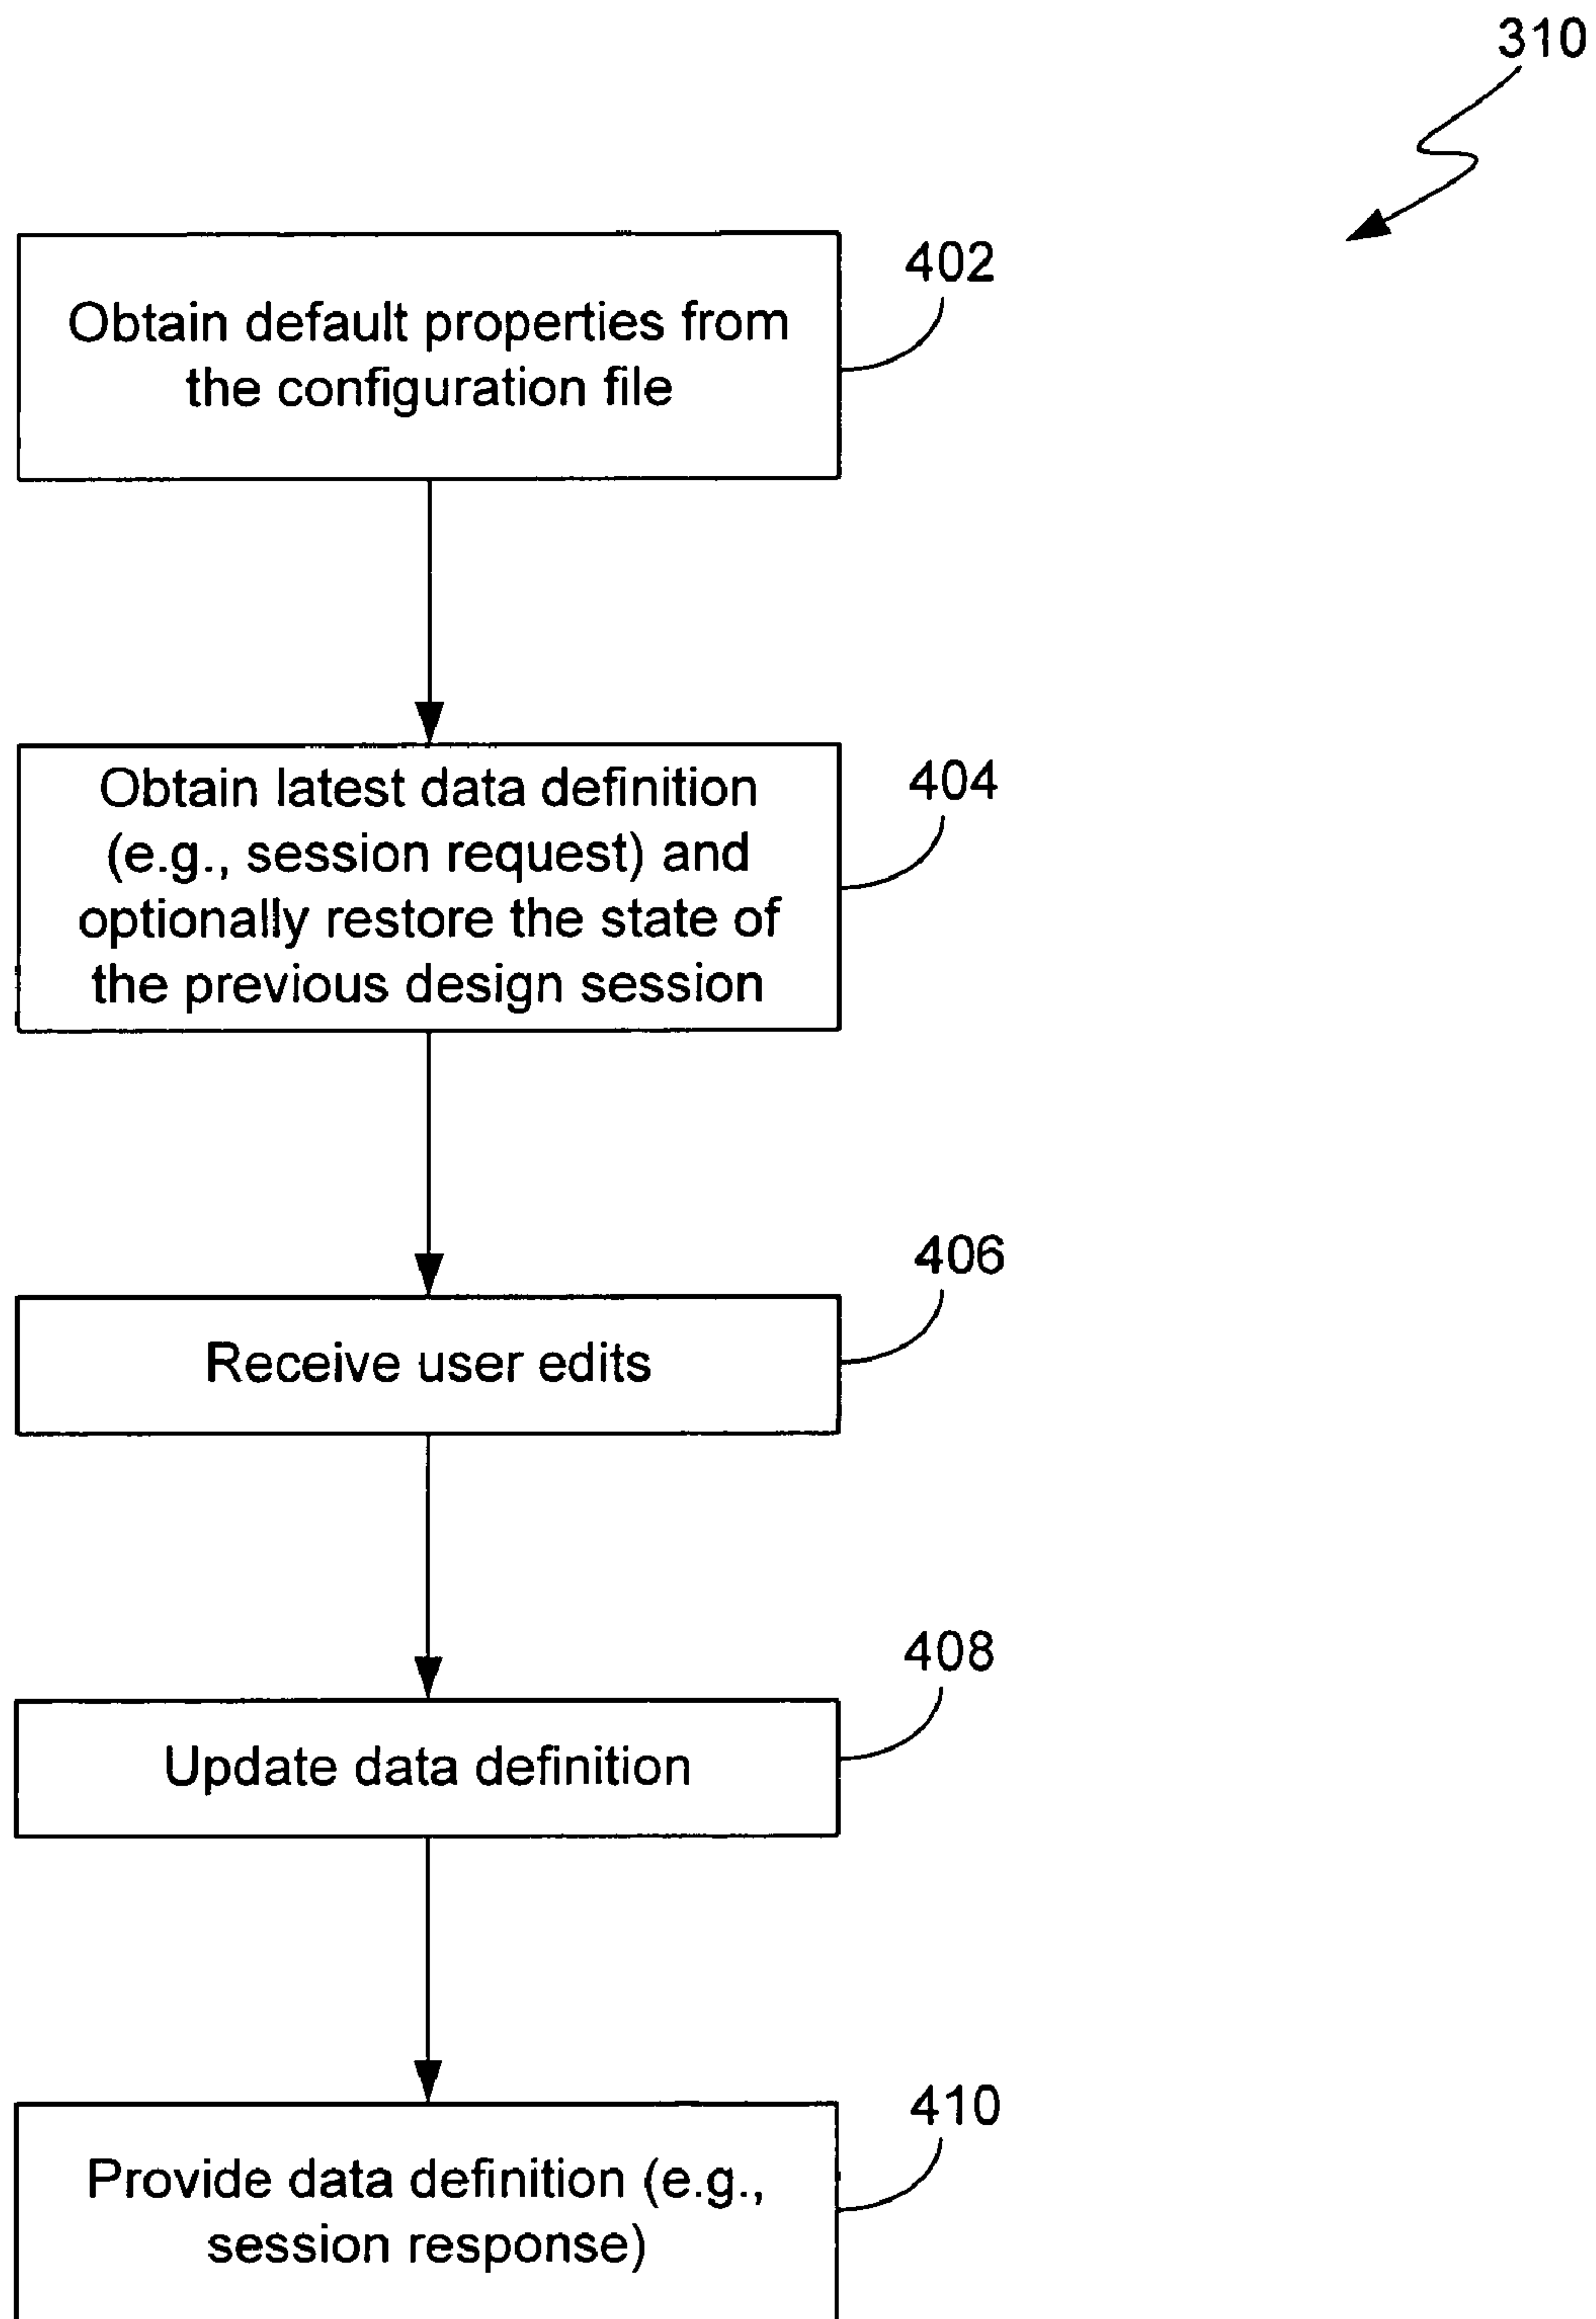 310
402
Obtain default properties from
the configuration file
404
Obtain latest data definition
(e.g., session request) and
optionally restore the state of
the previous design session
406
Receive user edits
408
Update data definition
410
Provide data definition (e.g.,
session response)